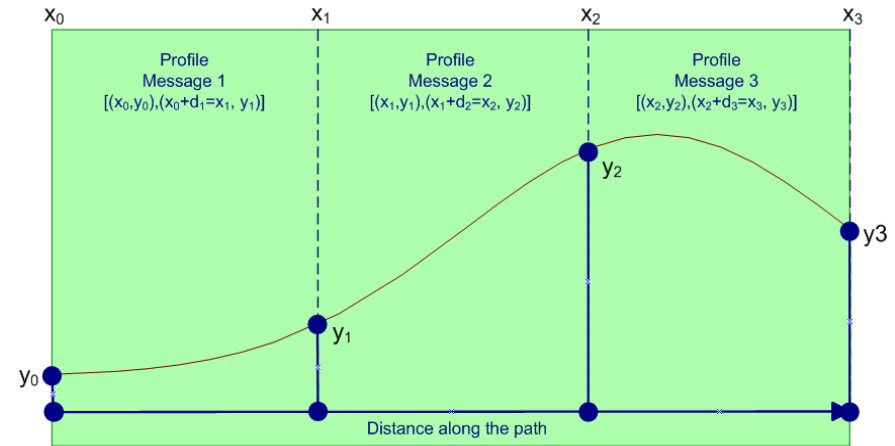 x₀ x₁ x₂ x₃
Profile
Message 1
[(x₀,y₀),(x₀+d₁=x₁, y₁)]
Profile
Message 2
[(x₁,y₁),(x₁+d₂=x₂, y₂)]
Profile
Message 3
[(x₂,y₂),(x₂+d₃=x₃, y₃)]
y₂
y3
y₁
y₀
Distance along the path